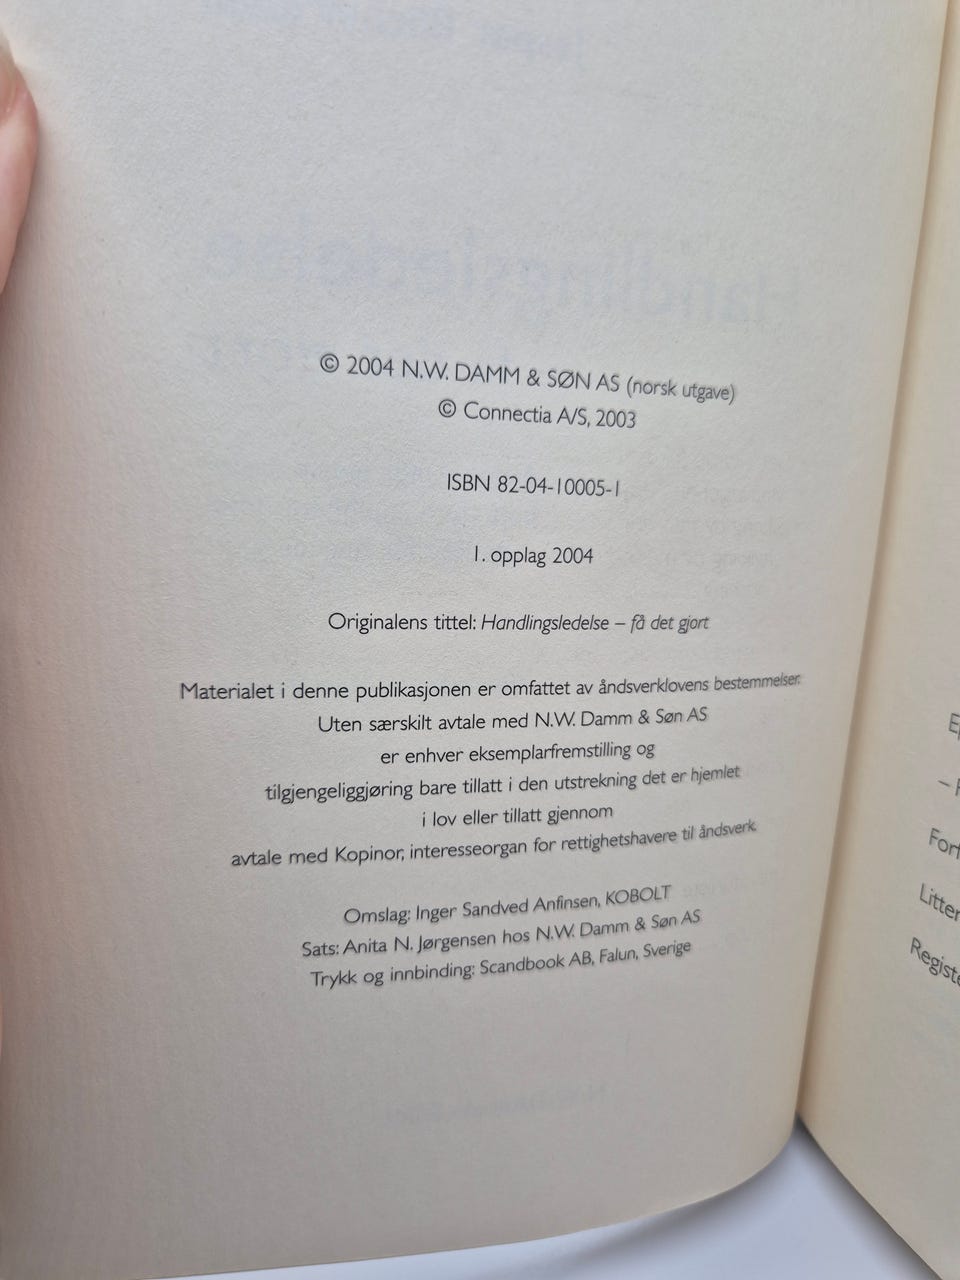 © 2004 N.W. DAMM & SØN AS (norsk utgave)
© Connectia A/S, 2003
ISBN 82-04-10005-1
1. opplag 2004
Originalens tittel: Handlingsledelse – få det gjort
Materialet i denne publikasjonen er omfattet av åndsverklovens bestemmelser.
Uten særskilt avtale med N.W. Damm & Søn AS
er enhver eksemplarfremstilling og
tilgjengeliggjøring bare tillatt i den utstrekning det er hjemlet
i lov eller tillatt gjennom
avtale med Kopinor, interesseorgan for rettighetshavere til åndsverk.
Omslag: Inger Sandved Anfinsen, KOBOLT
Sats: Anita N. Jørgensen hos N.W. Damm & Søn AS
Trykk og innbinding: Scandbook AB, Falun, Sverige